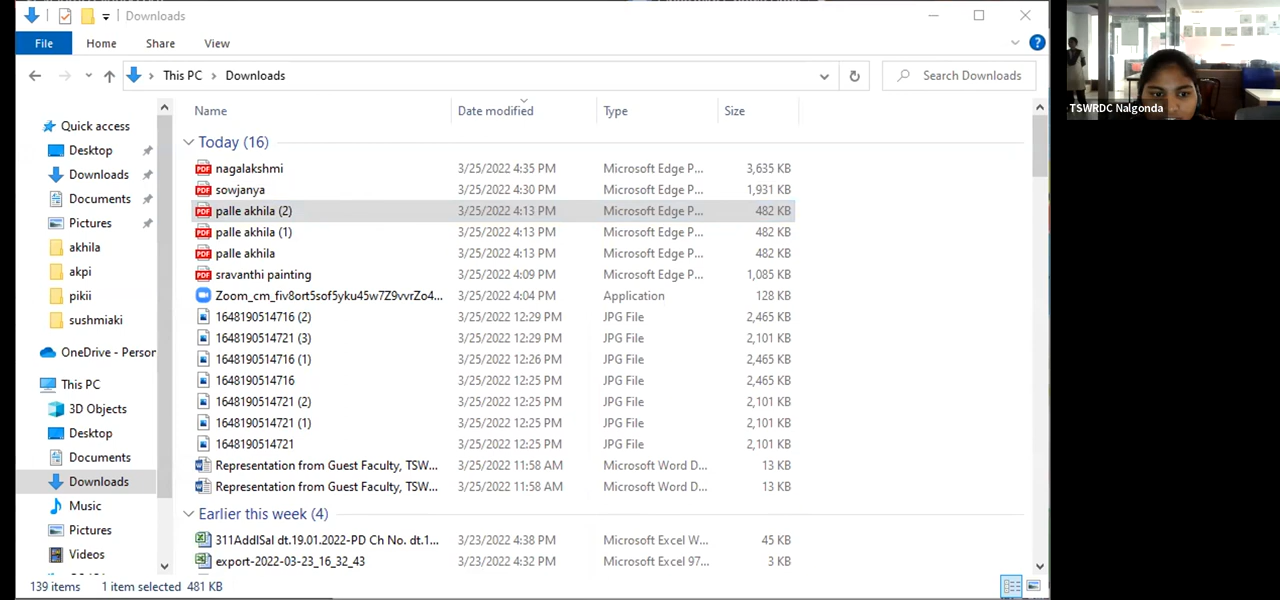 Downloads
File Home Share View
This PC Downloads Search Downloads
Name Date modified Type Size
Quick access
Desktop
Downloads
Documents
Pictures
akhila
akpi
pikii
sushmiaki
OneDrive - Person
This PC
3D Objects
Desktop
Documents
Downloads
Music
Pictures
Videos
Today (16)
nagalakshmi 3/25/2022 4:35 PM Microsoft Edge P... 3,635 KB
sowjanya 3/25/2022 4:30 PM Microsoft Edge P... 1,931 KB
palle akhila (2) 3/25/2022 4:13 PM Microsoft Edge P... 482 KB
palle akhila (1) 3/25/2022 4:13 PM Microsoft Edge P... 482 KB
palle akhila 3/25/2022 4:13 PM Microsoft Edge P... 482 KB
sravanthi painting 3/25/2022 4:09 PM Microsoft Edge P... 1,085 KB
Zoom_cm_fiv8ort5sof5yku45w7Z9vvrZo4... 3/25/2022 4:04 PM Application 128 KB
1648190514716 (2) 3/25/2022 12:29 PM JPG File 2,465 KB
1648190514721 (3) 3/25/2022 12:29 PM JPG File 2,101 KB
1648190514716 (1) 3/25/2022 12:26 PM JPG File 2,465 KB
1648190514716 3/25/2022 12:25 PM JPG File 2,465 KB
1648190514721 (2) 3/25/2022 12:25 PM JPG File 2,101 KB
1648190514721 (1) 3/25/2022 12:25 PM JPG File 2,101 KB
1648190514721 3/25/2022 12:25 PM JPG File 2,101 KB
Representation from Guest Faculty, TSW... 3/25/2022 11:58 AM Microsoft Word D... 13 KB
Representation from Guest Faculty, TSW... 3/25/2022 11:58 AM Microsoft Word D... 13 KB
Earlier this week (4)
311AddlSal dt.19.01.2022-PD Ch No. dt.1... 3/23/2022 4:38 PM Microsoft Excel W... 45 KB
export-2022-03-23_16_32_43 3/23/2022 4:32 PM Microsoft Excel 97... 3 KB
139 items 1 item selected 481 KB
TSWRDC Nalgonda